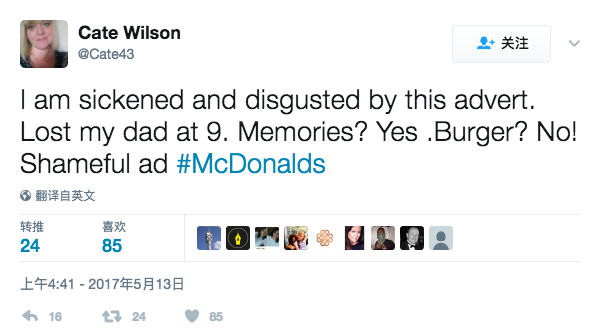 Cate Wilson
@Cate43
关注
I am sickened and disgusted by this advert.
Lost my dad at 9. Memories? Yes .Burger? No!
Shameful ad #McDonalds
翻译自英文
转推 喜欢
24 85
上午4:41 - 2017年5月13日
16 24 85